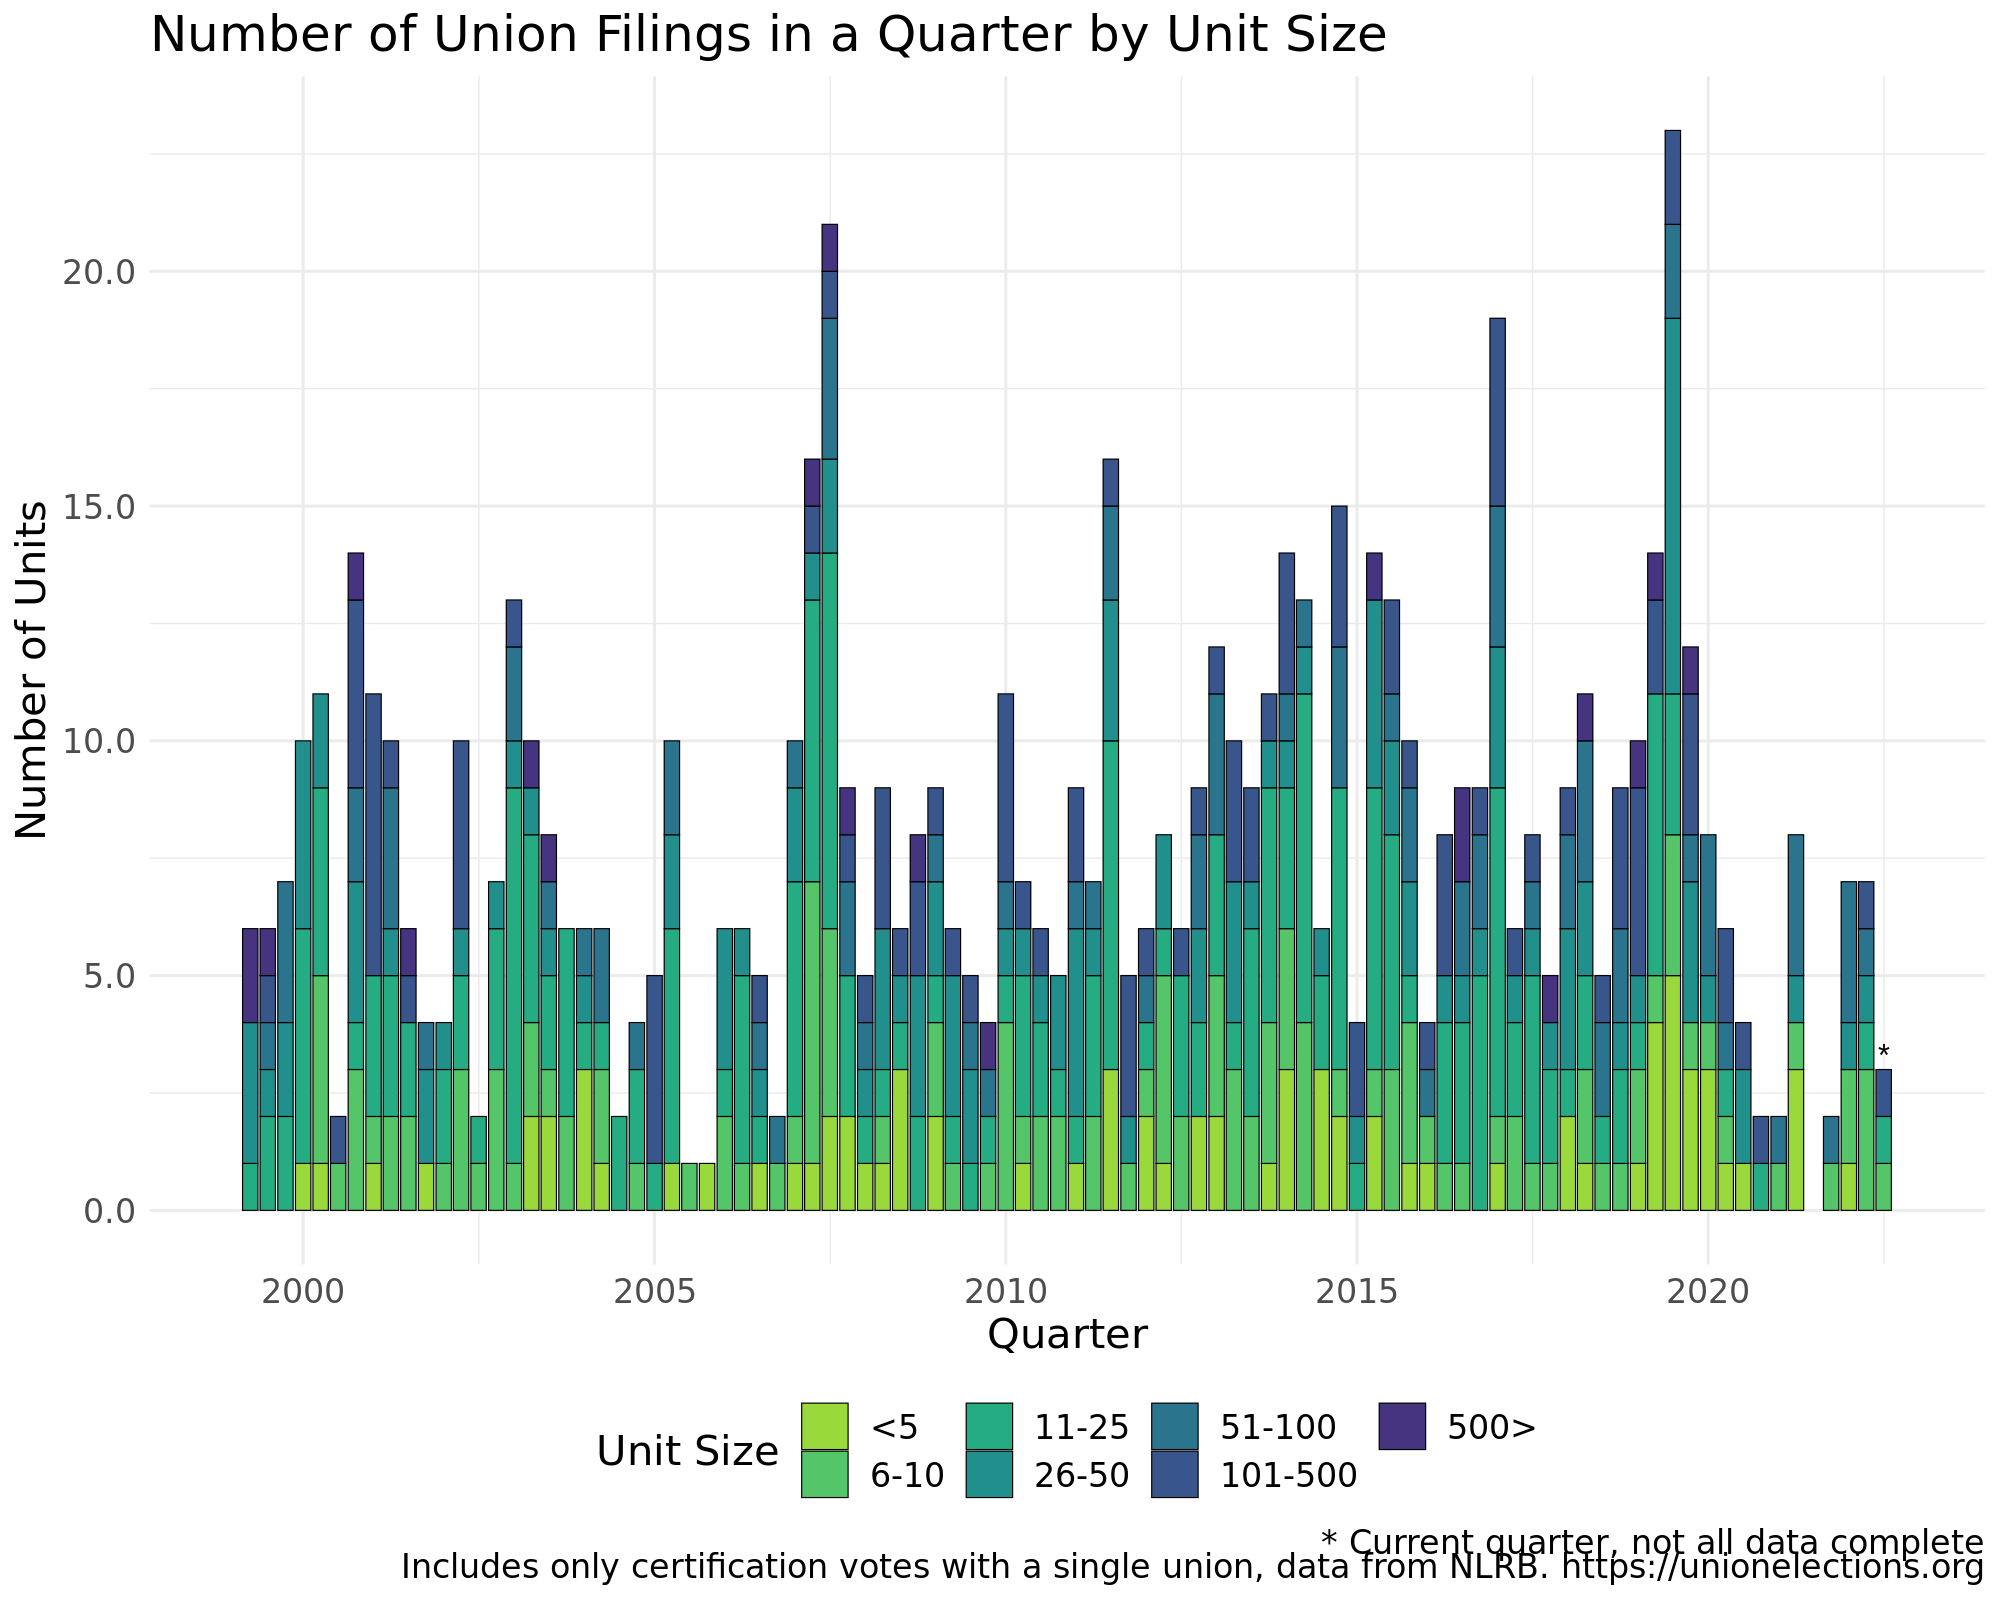 Number of Union Filings in a Quarter by Unit Size
Number of Units
20.0
15.0
10.0
5.0
0.0
*
2000 2005 2010 2015 2020
Quarter
Unit Size
<5 11-25 51-100 500>
6-10 26-50 101-500
* Current quarter, not all data complete
Includes only certification votes with a single union, data from NLRB. https://unionelections.org